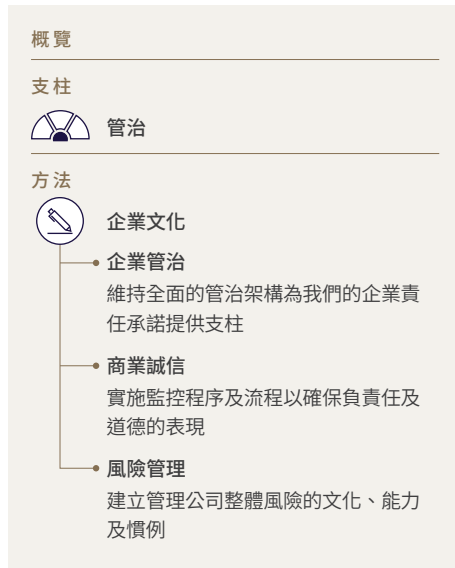 概覽
支柱
管治
方法
企業文化
企業管治
維持全面的管治架構為我們的企業責
任承諾提供支柱
商業誠信
實施監控程序及流程以確保負責任及
道德的表現
風險管理
建立管理公司整體風險的文化、能力
及慣例